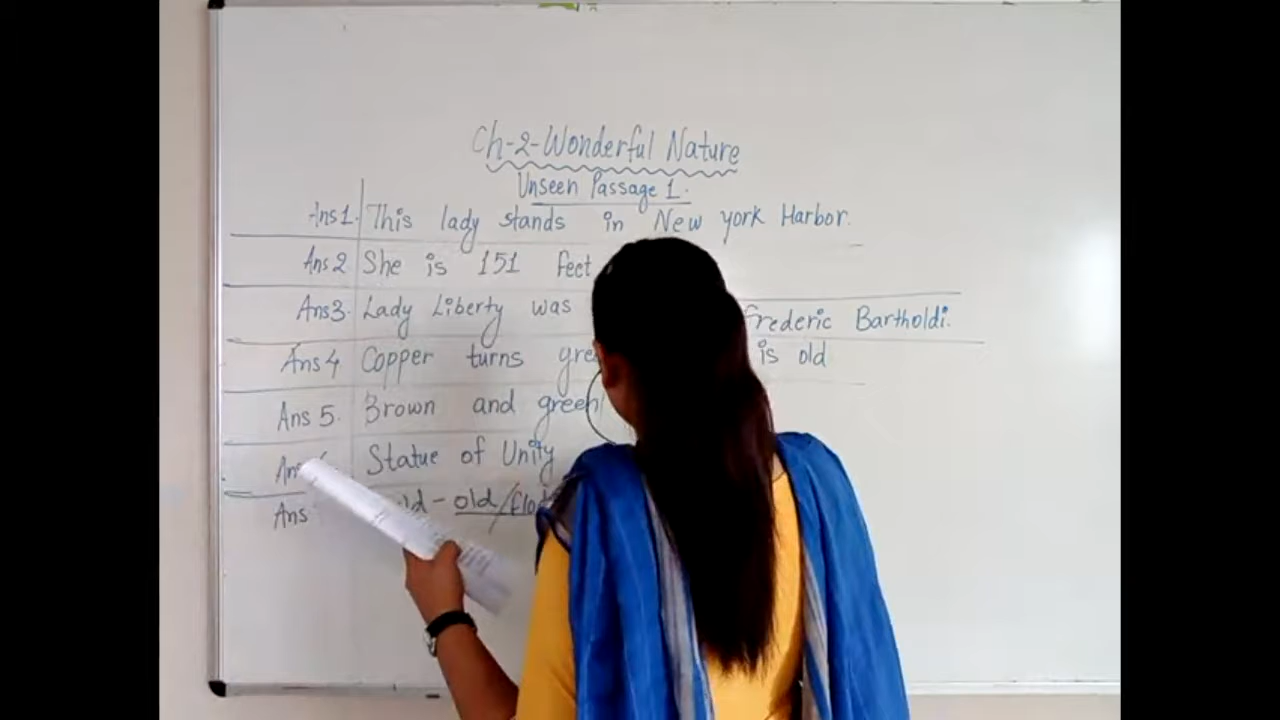 Ch-2-Wonderful Nature
Unseen Passage 1.
Ans1. This lady stands in New york Harbor.
Ans2 She is 151 feet
Ans3. Lady Liberty was frederic Bartholdi.
Ans4 Copper turns is old
Ans 5. Brown and green
Statue of Unity
Ans - old/